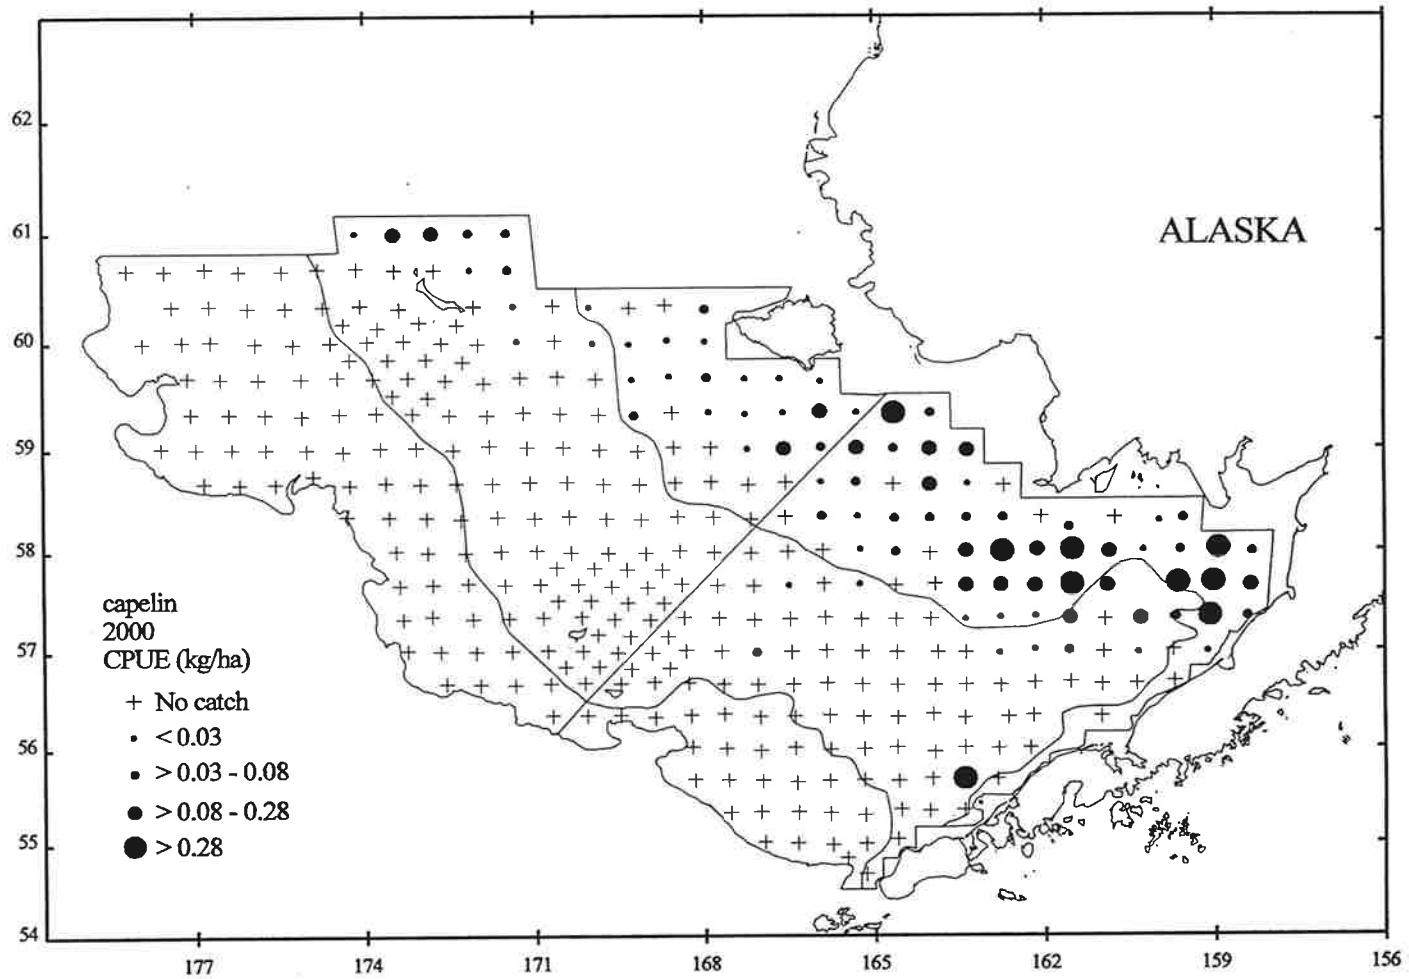 62
61
60
59
58
57
56
55
54
ALASKA
capelin
2000
CPUE (kg/ha)
+ No catch
• < 0.03
• > 0.03 - 0.08
● > 0.08 - 0.28
● > 0.28
177 174 171 168 165 162 159 156